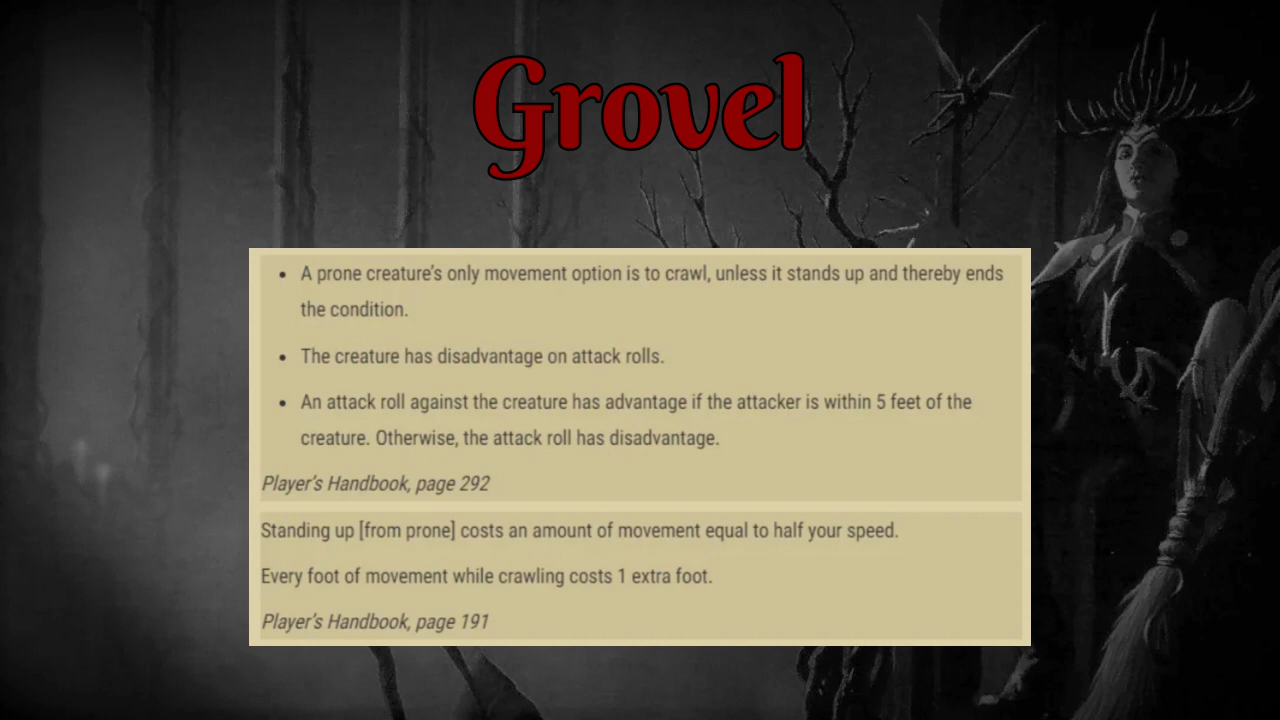 Grovel
• A prone creature's only movement option is to crawl, unless it stands up and thereby ends
the condition.
• The creature has disadvantage on attack rolls.
• An attack roll against the creature has advantage if the attacker is within 5 feet of the
creature. Otherwise, the attack roll has disadvantage.
Player's Handbook, page 292
Standing up [from prone] costs an amount of movement equal to half your speed.
Every foot of movement while crawling costs 1 extra foot.
Player's Handbook, page 191